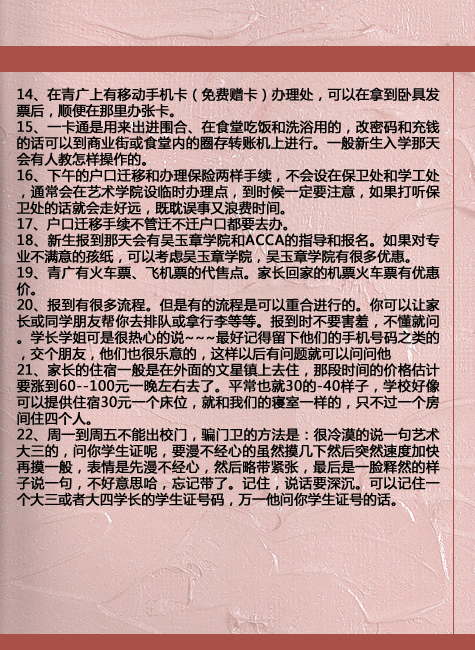 14、在青广上有移动手机卡（免费赠卡）办理处，可以在拿到卧具发
票后，顺便在那里办张卡。
15、一卡通是用来出进围合、在食堂吃饭和洗浴用的，改密码和充钱
的话可以到商业街或食堂内的圈存转账机上进行。一般新生入学那天
会有人教怎样操作的。
16、下午的户口迁移和办理保险两样手续，不会设在保卫处和学工处
，通常会在艺术学院设临时办理点，到时候一定要注意，如果打听保
卫处的话就会走好远，既耽误事又浪费时间。
17、户口迁移手续不管迁不迁户口都要去办。
18、新生报到那天会有吴玉章学院和ACCA的指导和报名。如果对专
业不满意的孩纸，可以考虑吴玉章学院，吴玉章学院有很多优惠。
19、青广有火车票、飞机票的代售点。家长回家的机票火车票有优惠
价。
20、报到有很多流程。但是有的流程是可以重合进行的。你可以让家
长或同学朋友帮你去排队或拿行李等等。报到时不要害羞，不懂就问
。学长学姐可是很热心的说~~~最好记得留下他们的手机号码之类的
，交个朋友，他们也很乐意的，这样以后有问题就可以问问他
21、家长的住宿一般是在外面的文星镇上去住，那段时间的价格估计
要涨到60--100元一晚左右去了。平常也就30的-40样子，学校好像
可以提供住宿30元一个床位，就和我们的寝室一样的，只不过一个房
间住四个人。
22、周一到周五不能出校门，骗门卫的方法是：很冷漠的说一句艺术
大三的，问你学生证呢，要漫不经心的虽然摸几下然后突然速度加快
再摸一般，表情是先漫不经心，然后略带紧张，最后是一脸释然的样
子说一句，不好意思哈，忘记带了。记住，说话要深沉。可以记住一
个大三或者大四学长的学生证号码，万一他问你学生证号的话。